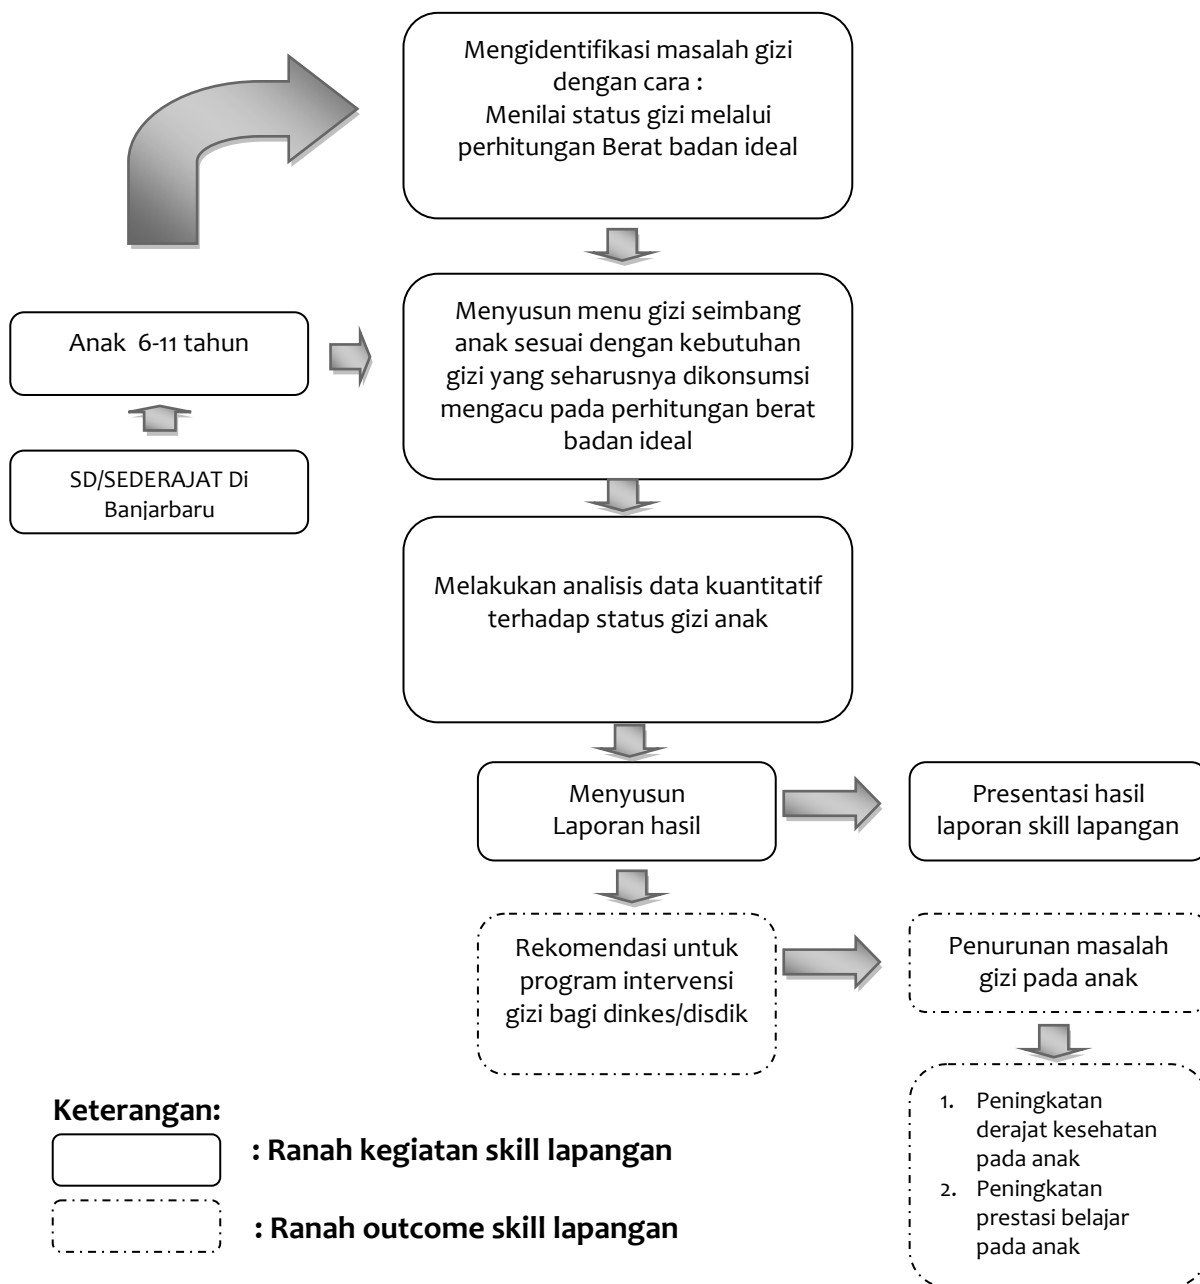 Mengidentifikasi masalah gizi
dengan cara :
Menilai status gizi melalui
perhitungan Berat badan ideal
Anak 6-11 tahun
SD/SEDERAJAT Di
Banjarbaru
Menyusun menu gizi seimbang
anak sesuai dengan kebutuhan
gizi yang seharusnya dikonsumsi
mengacu pada perhitungan berat
badan ideal
Melakukan analisis data kuantitatif
terhadap status gizi anak
Menyusun
Laporan hasil
Presentasi hasil
laporan skill lapangan
Rekomendasi untuk
program intervensi
gizi bagi dinkes/disdik
Penurunan masalah
gizi pada anak
1. Peningkatan
derajat kesehatan
pada anak
2. Peningkatan
prestasi belajar
pada anak
Keterangan:
: Ranah kegiatan skill lapangan
: Ranah outcome skill lapangan